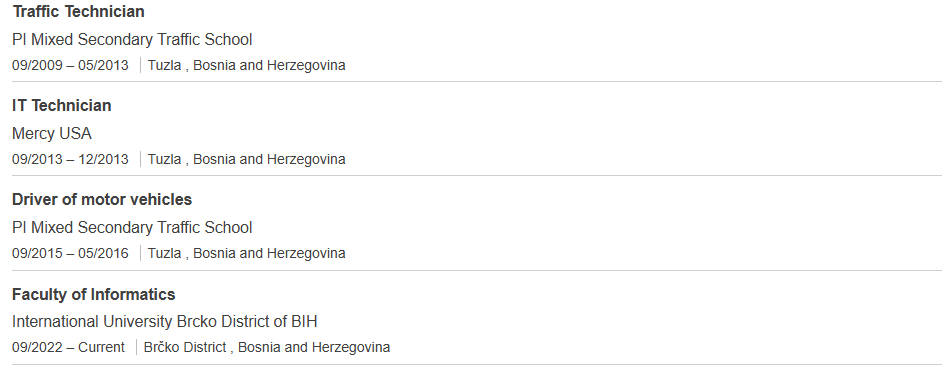 Traffic Technician
PI Mixed Secondary Traffic School
09/2009 – 05/2013 | Tuzla , Bosnia and Herzegovina
IT Technician
Mercy USA
09/2013 – 12/2013 | Tuzla , Bosnia and Herzegovina
Driver of motor vehicles
PI Mixed Secondary Traffic School
09/2015 – 05/2016 | Tuzla , Bosnia and Herzegovina
Faculty of Informatics
International University Brcko District of BIH
09/2022 – Current | Brčko District , Bosnia and Herzegovina